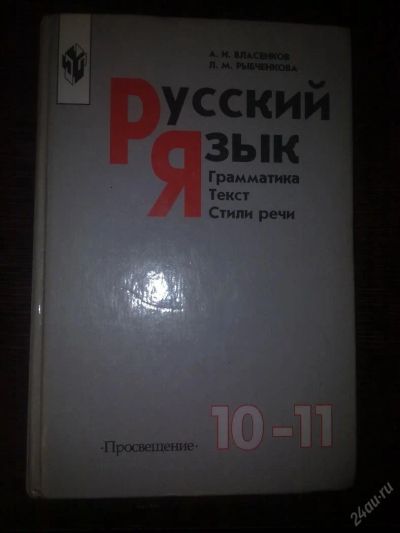 А. И. ВЛАСЕНКОВ
Л. М. РЫБЧЕНКОВА
Русский
Язык
Грамматика
Текст
Стили речи
·Просвещение·
10-11
24au.ru